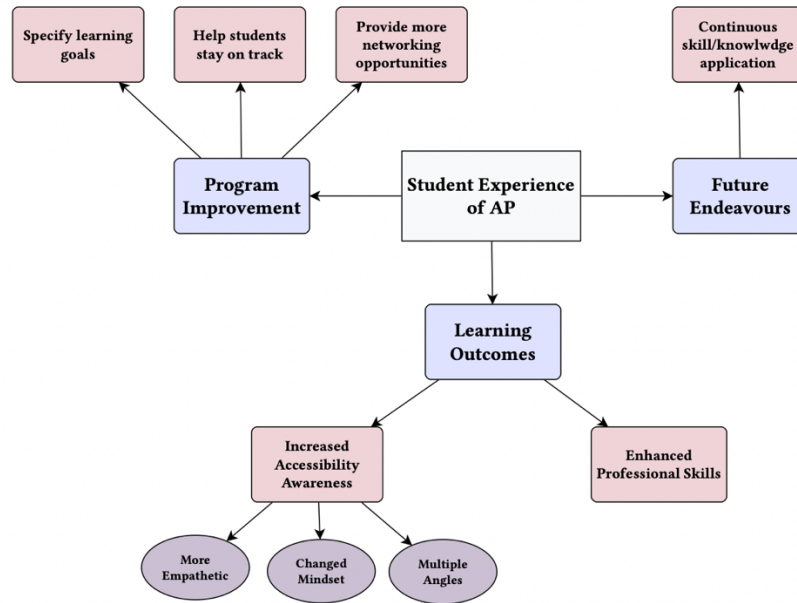 Specify learning
goals
Help students
stay on track
Provide more
networking
opportunities
Continuous
skill/knowlwdge
application
Program
Improvement
Student Experience
of AP
Future
Endeavours
Learning
Outcomes
Increased
Accessibility
Awareness
Enhanced
Professional Skills
More
Empathetic
Changed
Mindset
Multiple
Angles